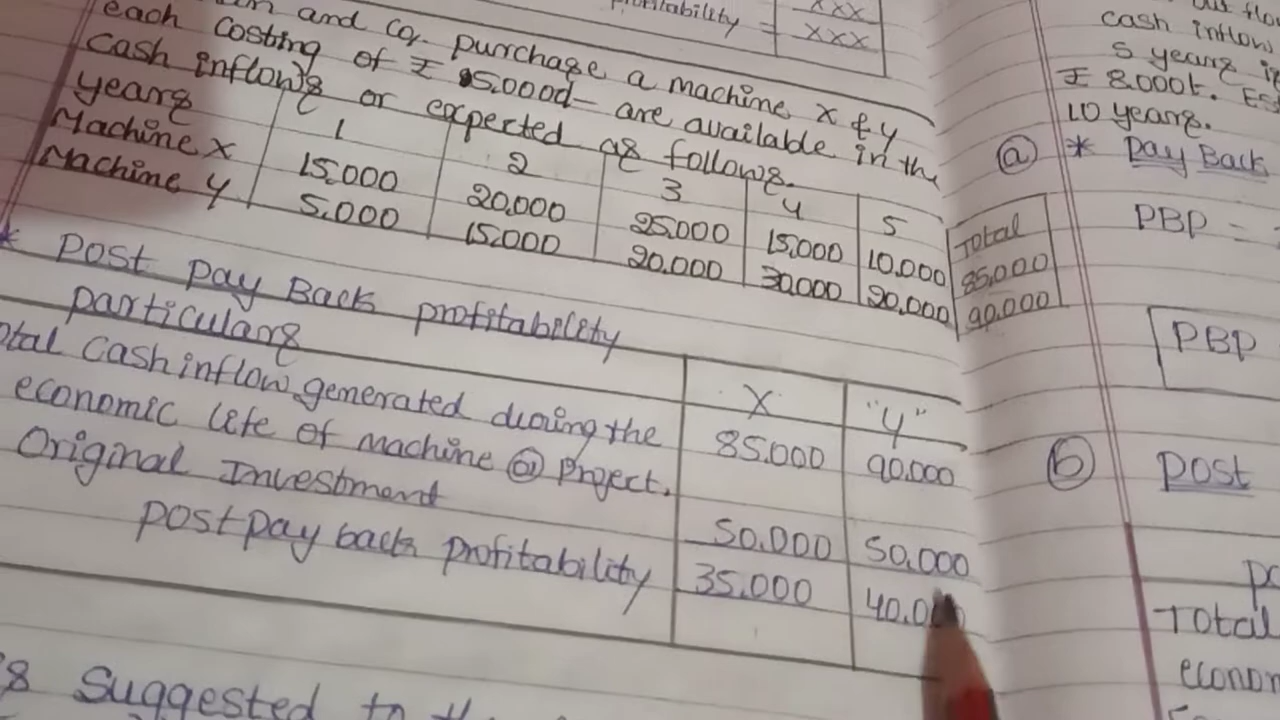 profitability = xxx
xxx
and co. purchase a machine X & Y
each costing of ₹ 5.000d- are available in the
cash inflows or expected as follows.
years 1 2 3 4 5 Total
Machine X 15.000 20.000 25.000 15.000 10.000 85.000
Machine Y 5.000 15.000 20.000 30.000 20.000 90.000
* Post Pay Back profitability
particulars X "Y"
Total cash inflow generated during the 85.000 90.000
economic life of machine @ Project.
Original Investment 50.000 50.000
post pay back profitability 35.000 40.000
Suggested to
cash inflow
5 years
₹ 8.000t.
10 years.
ⓐ * Pay Back
PBP =
PBP
ⓑ Post
Total